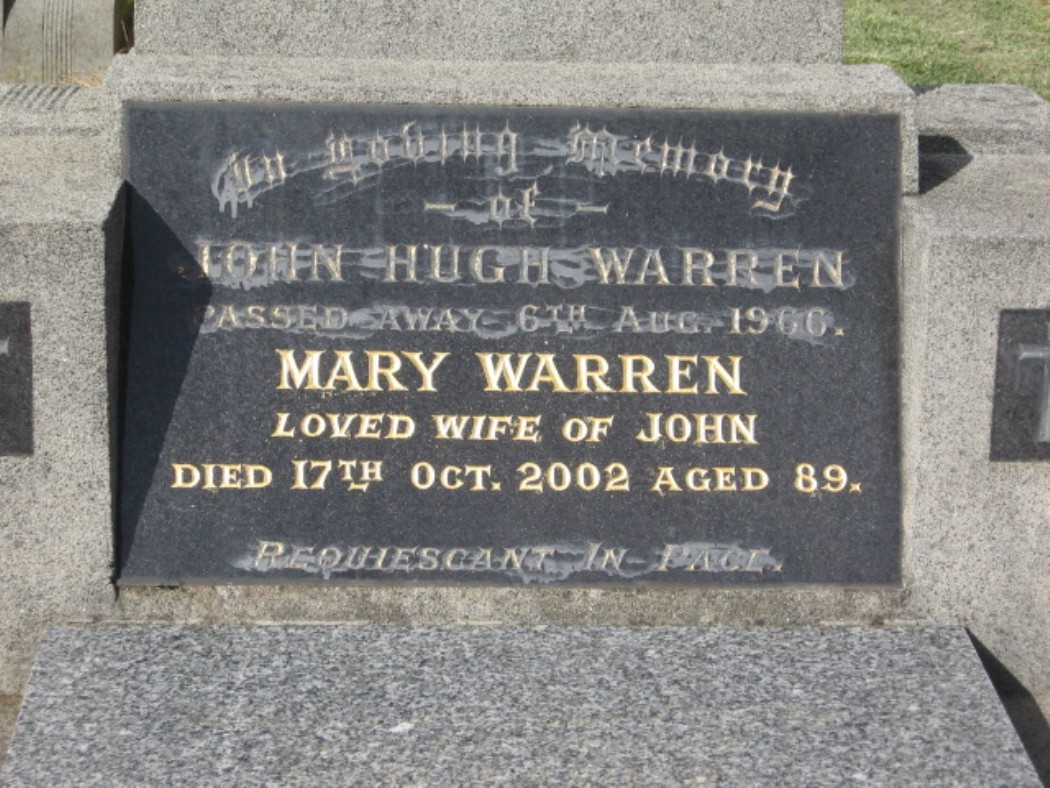 In Loving Memory
of
JOHN HUGH WARREN
PASSED AWAY 6TH AUG. 1966.
MARY WARREN
LOVED WIFE OF JOHN
DIED 17TH OCT. 2002 AGED 89.
REQUIESCANT IN PACE.